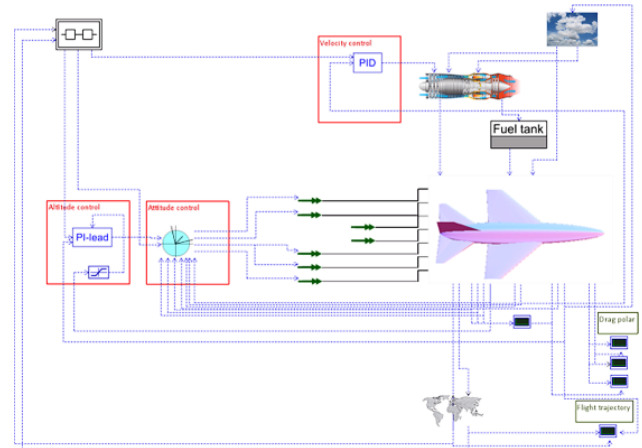 Velocity control
PID
Fuel tank
Altitude control
PI-lead
Attitude control
Drag polar
Flight trajectory